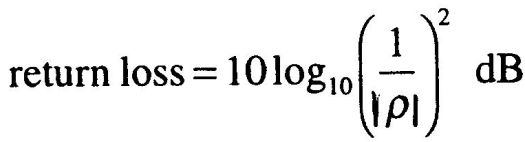 return loss = 10 log₁₀(1/|ρ|)² dB